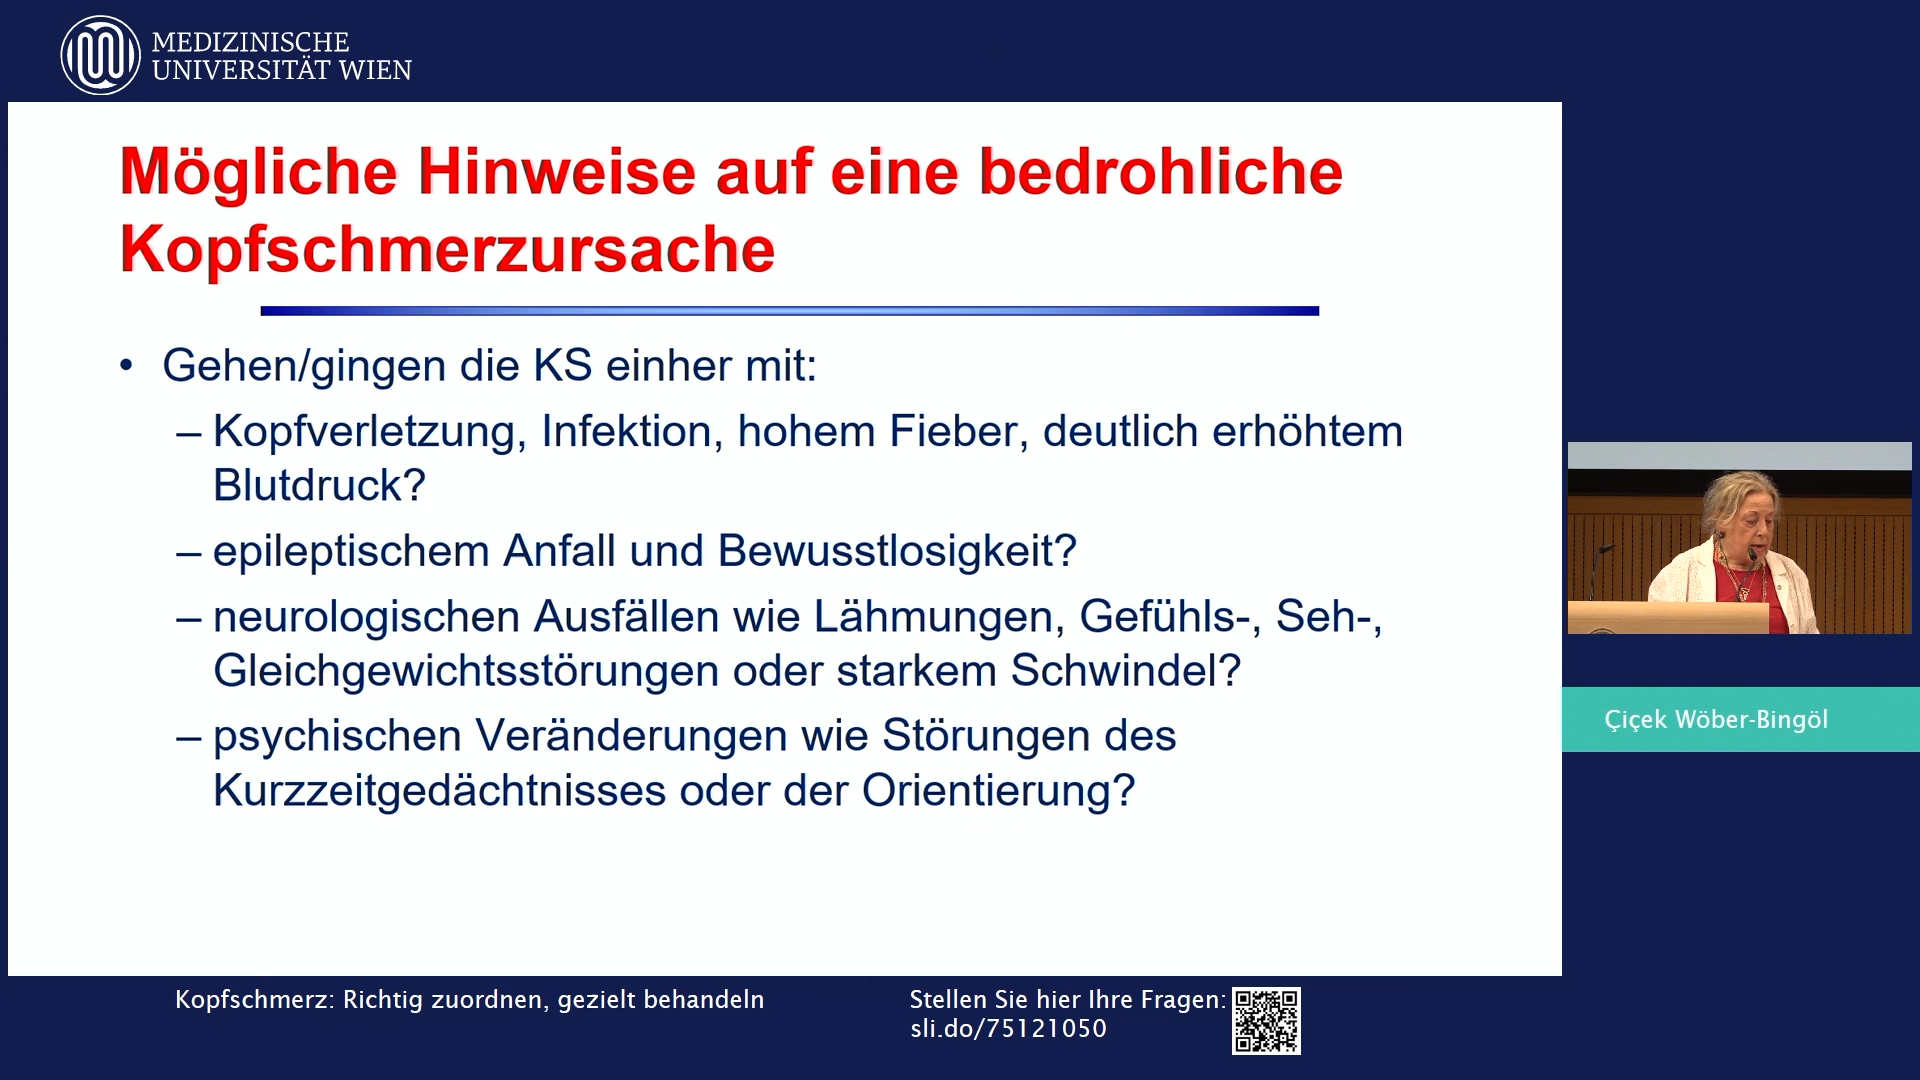 MEDIZINISCHE
UNIVERSITÄT WIEN
Mögliche Hinweise auf eine bedrohliche
Kopfschmerzursache
• Gehen/gingen die KS einher mit:
– Kopfverletzung, Infektion, hohem Fieber, deutlich erhöhtem
Blutdruck?
– epileptischem Anfall und Bewusstlosigkeit?
– neurologischen Ausfällen wie Lähmungen, Gefühls-, Seh-,
Gleichgewichtsstörungen oder starkem Schwindel?
– psychischen Veränderungen wie Störungen des
Kurzzeitgedächtnisses oder der Orientierung?
Çiçek Wöber-Bingöl
Kopfschmerz: Richtig zuordnen, gezielt behandeln
Stellen Sie hier Ihre Fragen:
sli.do/75121050